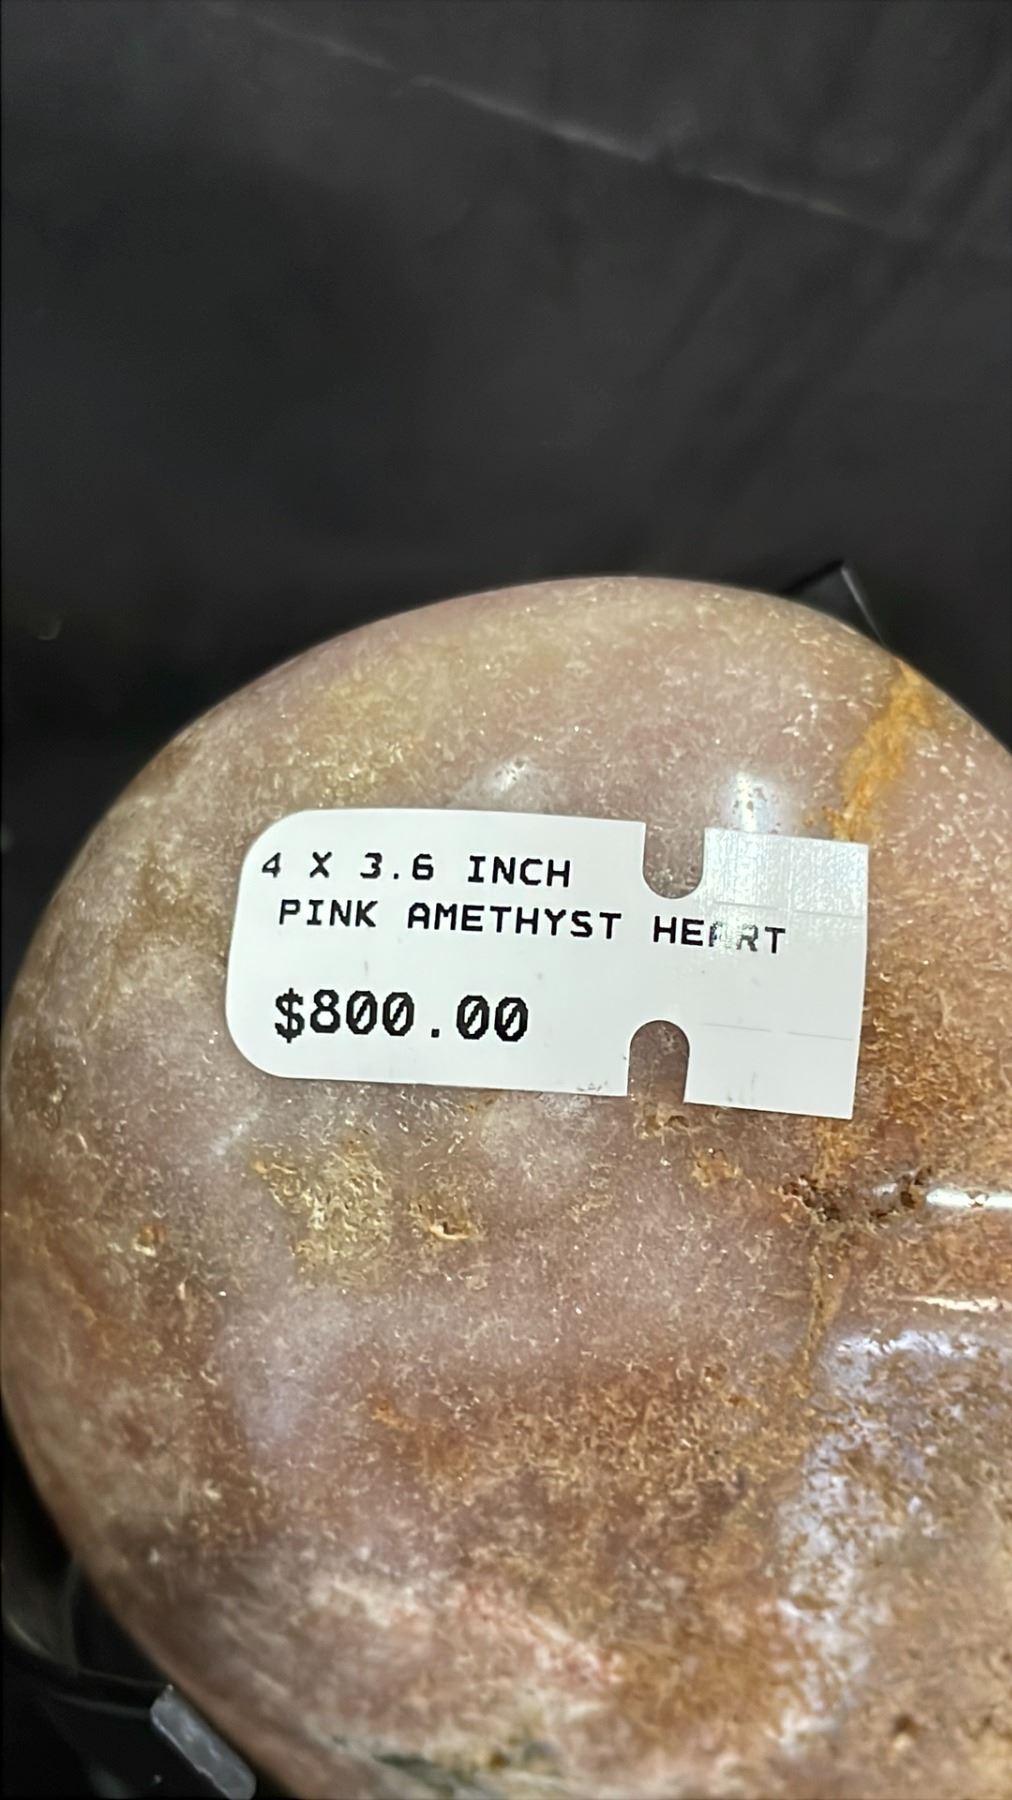 4 X 3.6 INCH
PINK AMETHYST HEART
$800.00